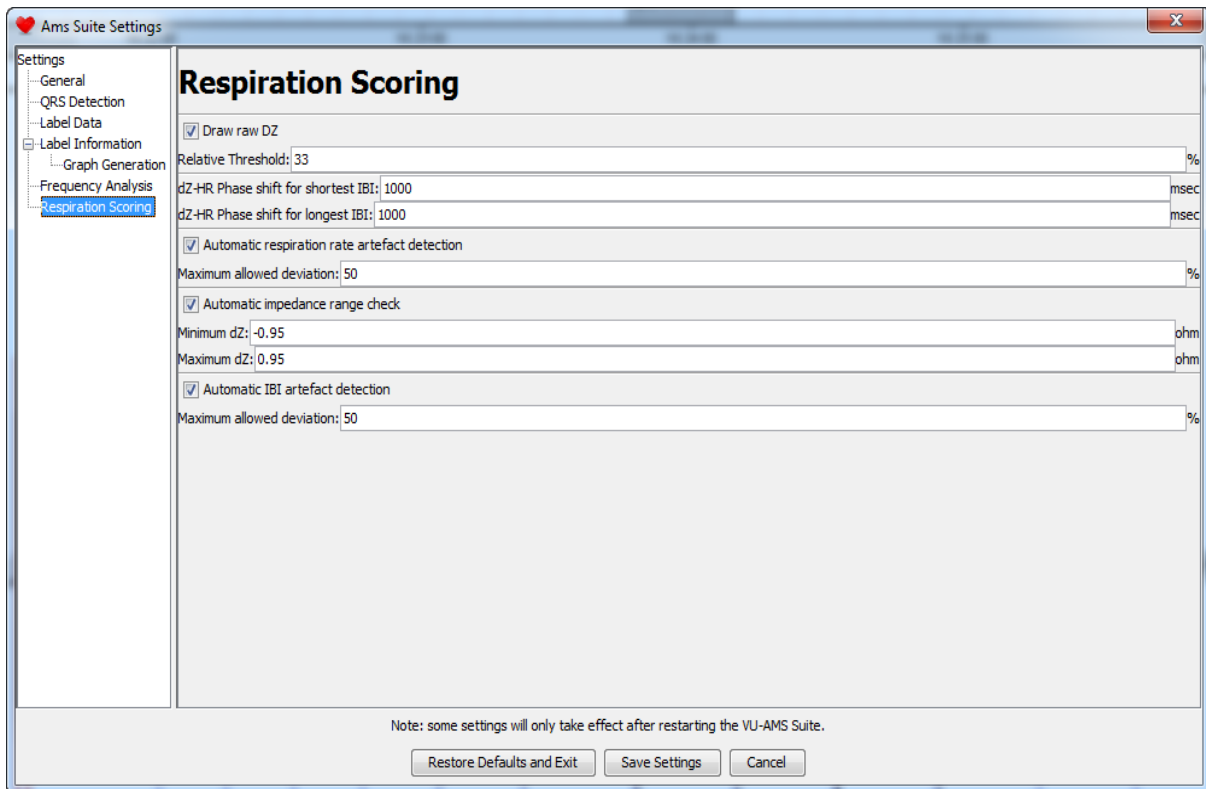 Ams Suite Settings
Settings
General
QRS Detection
Label Data
Label Information
Graph Generation
Frequency Analysis
Respiration Scoring
Respiration Scoring
Draw raw DZ
Relative Threshold: 33 %
dZ-HR Phase shift for shortest IBI: 1000 msec
dZ-HR Phase shift for longest IBI: 1000 msec
Automatic respiration rate artefact detection
Maximum allowed deviation: 50 %
Automatic impedance range check
Minimum dZ: -0.95 ohm
Maximum dZ: 0.95 ohm
Automatic IBI artefact detection
Maximum allowed deviation: 50 %
Note: some settings will only take effect after restarting the VU-AMS Suite.
Restore Defaults and Exit Save Settings Cancel